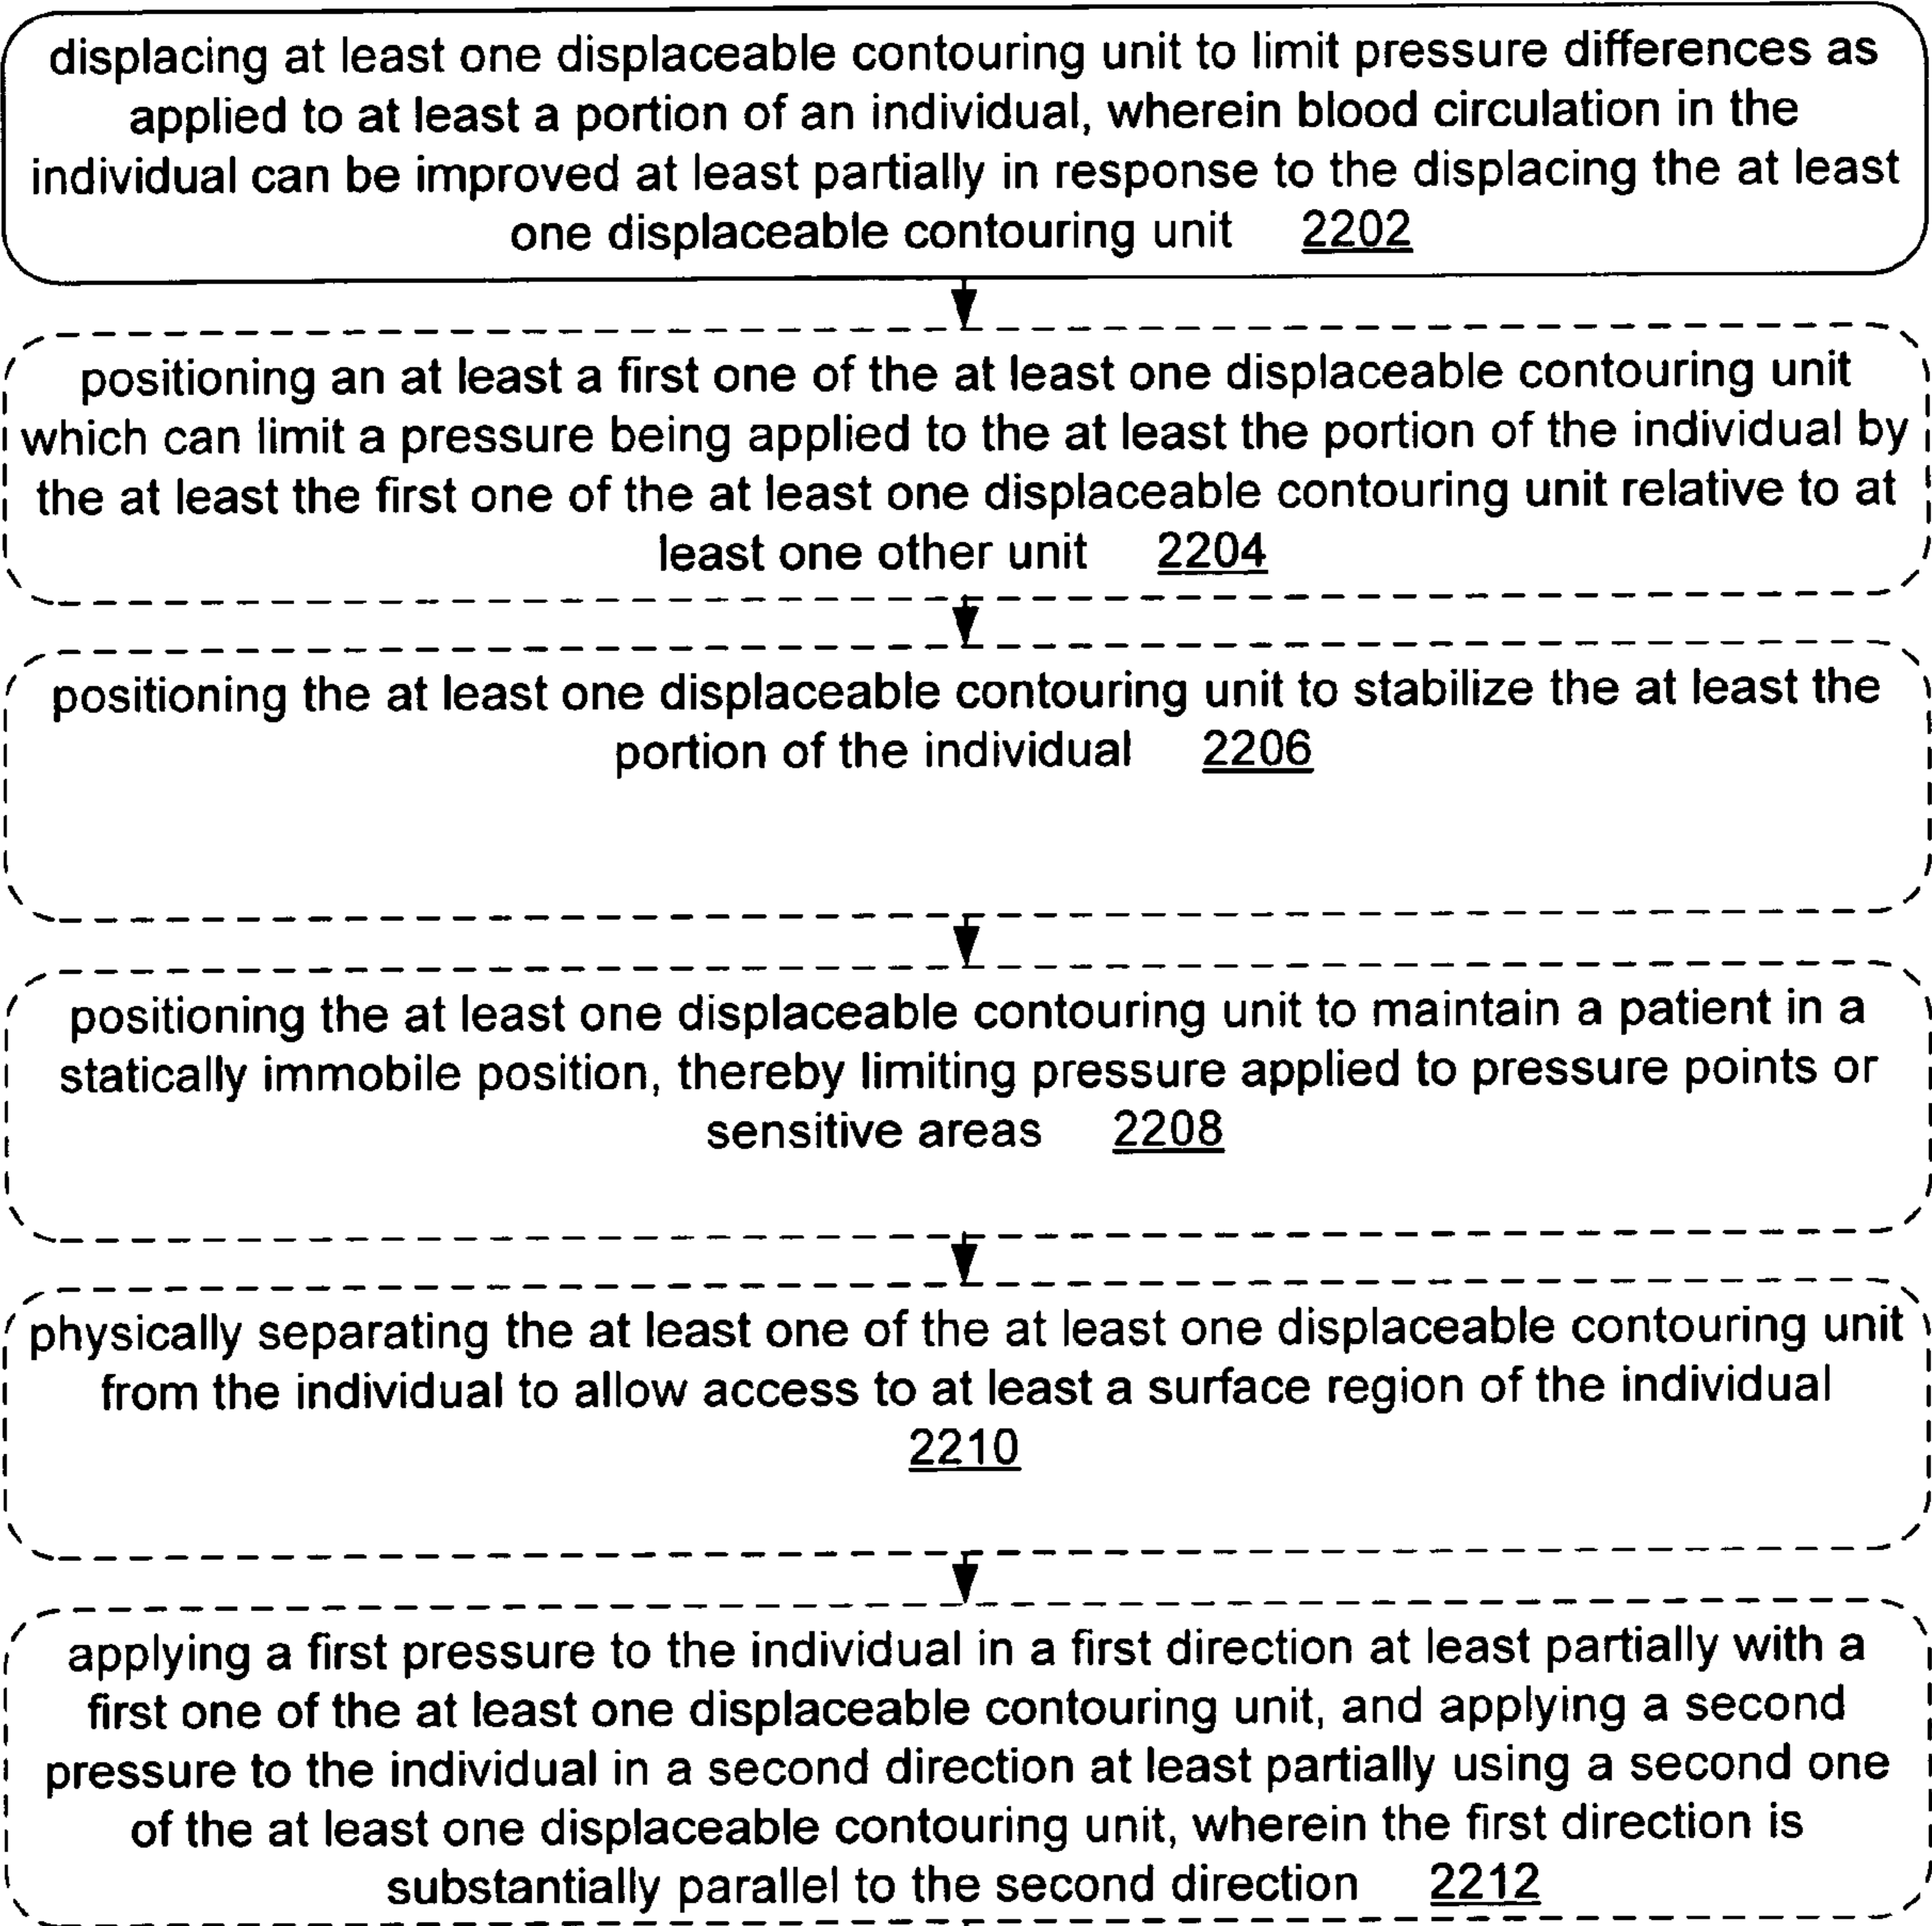 displacing at least one displaceable contouring unit to limit pressure differences as
applied to at least a portion of an individual, wherein blood circulation in the
individual can be improved at least partially in response to the displacing the at least
one displaceable contouring unit 2202
positioning an at least a first one of the at least one displaceable contouring unit
which can limit a pressure being applied to the at least the portion of the individual by
the at least the first one of the at least one displaceable contouring unit relative to at
least one other unit 2204
positioning the at least one displaceable contouring unit to stabilize the at least the
portion of the individual 2206
positioning the at least one displaceable contouring unit to maintain a patient in a
statically immobile position, thereby limiting pressure applied to pressure points or
sensitive areas 2208
physically separating the at least one of the at least one displaceable contouring unit
from the individual to allow access to at least a surface region of the individual
2210
applying a first pressure to the individual in a first direction at least partially with a
first one of the at least one displaceable contouring unit, and applying a second
pressure to the individual in a second direction at least partially using a second one
of the at least one displaceable contouring unit, wherein the first direction is
substantially parallel to the second direction 2212